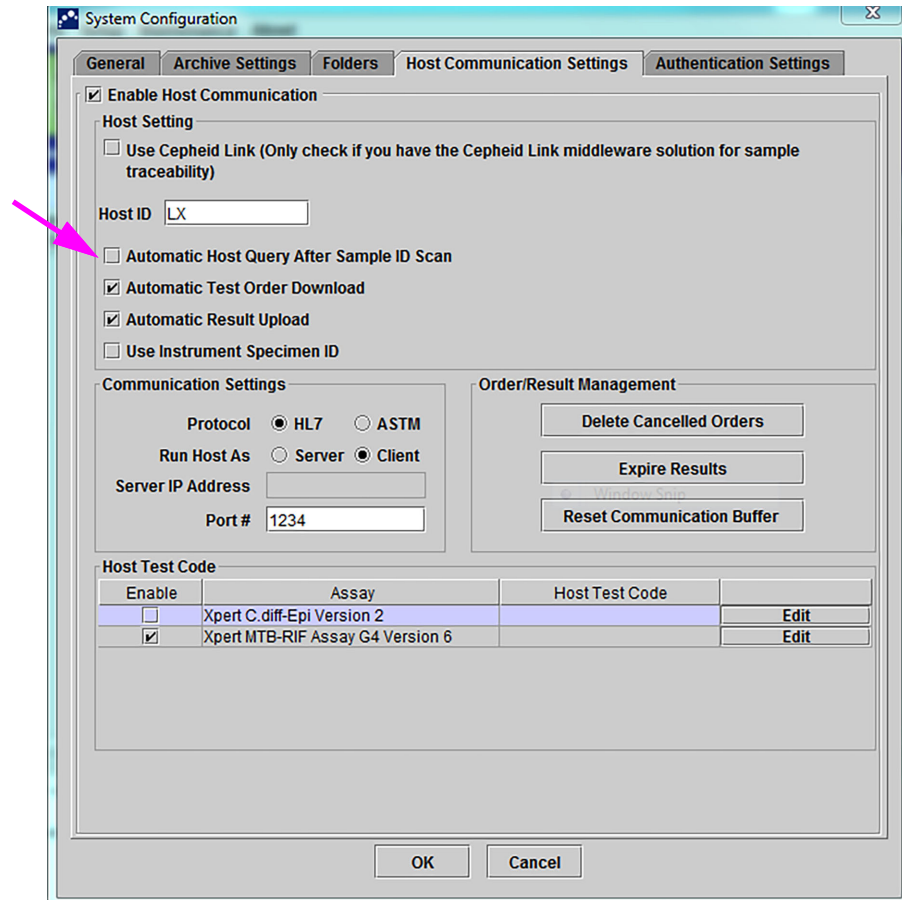 System Configuration
General Archive Settings Folders Host Communication Settings Authentication Settings
Enable Host Communication
Host Setting
Use Cepheid Link (Only check if you have the Cepheid Link middleware solution for sample
traceability)
Host ID LX
Automatic Host Query After Sample ID Scan
Automatic Test Order Download
Automatic Result Upload
Use Instrument Specimen ID
Communication Settings
Protocol HL7 ASTM
Run Host As Server Client
Server IP Address
Port # 1234
Order/Result Management
Delete Cancelled Orders
Expire Results
Window Snip
Reset Communication Buffer
Host Test Code
Enable Assay Host Test Code
Xpert C.diff-Epi Version 2 Edit
Xpert MTB-RIF Assay G4 Version 6 Edit
OK Cancel